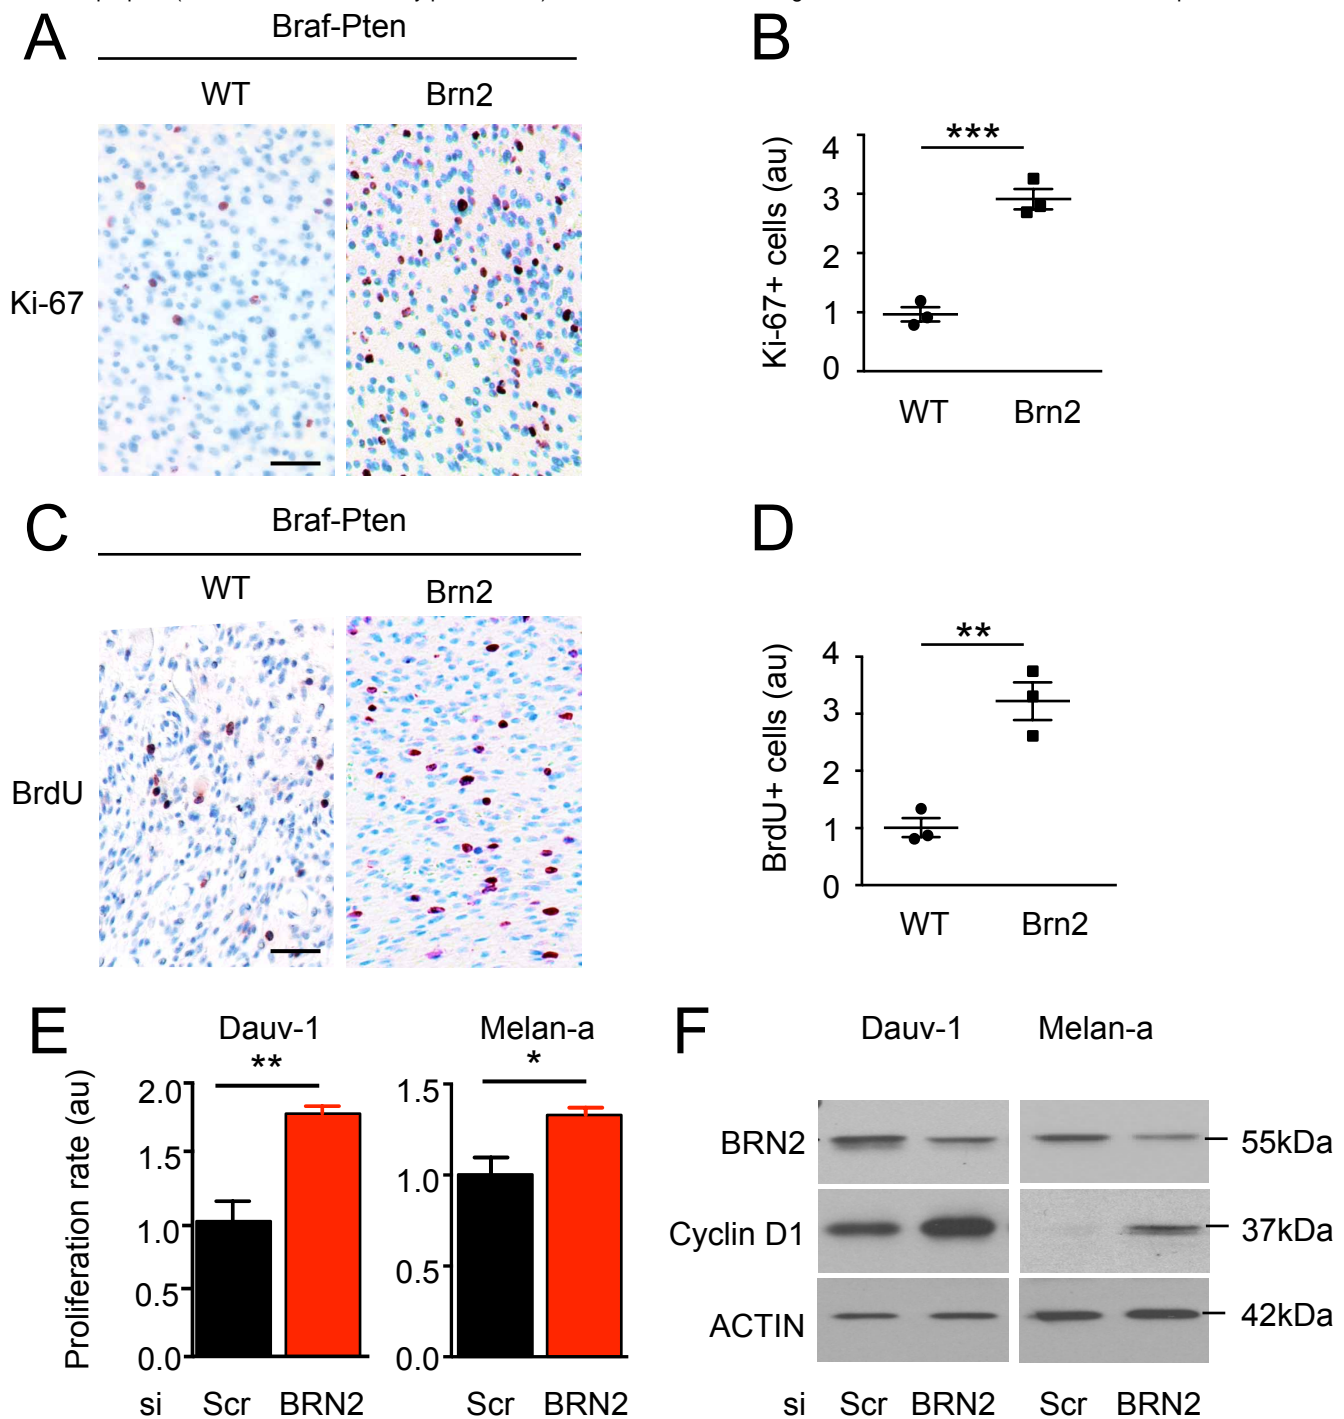 A
Braf-Pten
WT
Brn2
Ki-67
B
***
Ki-67+ cells (au)
4
3
2
1
0
WT
Brn2
C
Braf-Pten
WT
Brn2
BrdU
D
**
BrdU+ cells (au)
4
3
2
1
0
WT
Brn2
E
Dauv-1
**
Proliferation rate (au)
2.0
1.5
1.0
0.5
0.0
si
Scr
BRN2
Melan-a
*
1.5
1.0
0.5
0.0
Scr
BRN2
F
Dauv-1
Melan-a
BRN2
55kDa
Cyclin D1
37kDa
ACTIN
42kDa
si
Scr
BRN2
Scr
BRN2